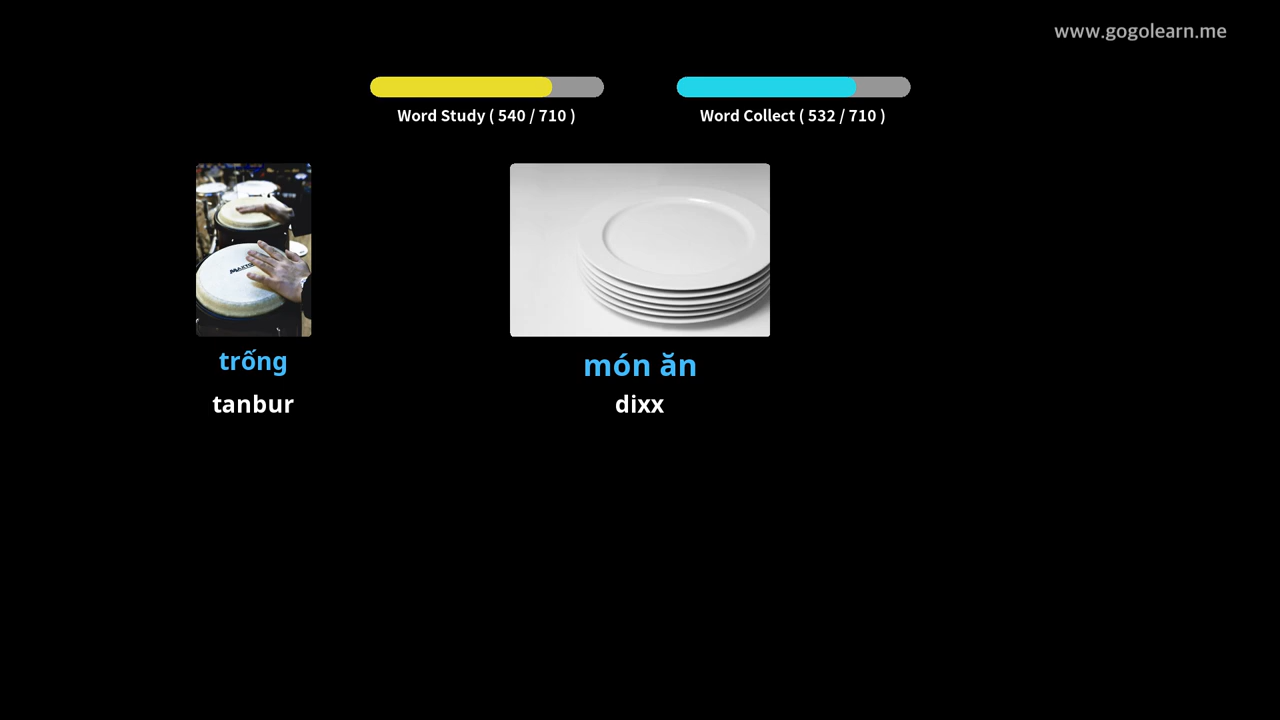 www.gogolearn.me
Word Study ( 540 / 710 )
Word Collect ( 532 / 710 )
trống
tanbur
món ăn
dixx